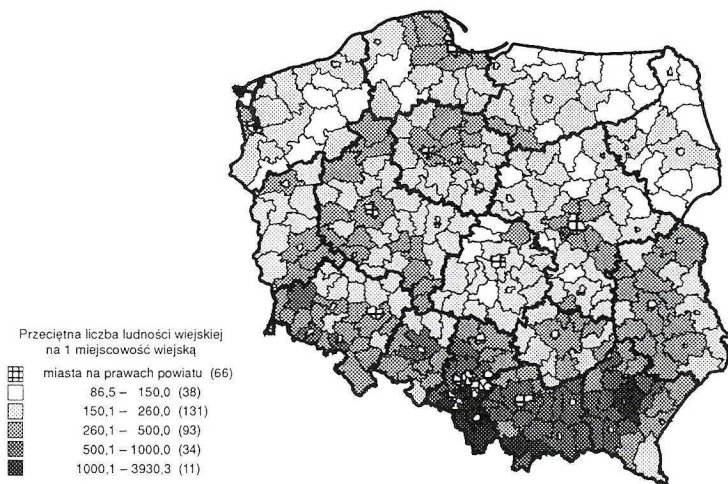 Przeciętna liczba ludności wiejskiej
na 1 miejscowość wiejską
miasta na prawach powiatu (66)
86,5 – 150,0 (38)
150,1 – 260,0 (131)
260,1 – 500,0 (93)
500,1 – 1000,0 (34)
1000,1 – 3930,3 (11)